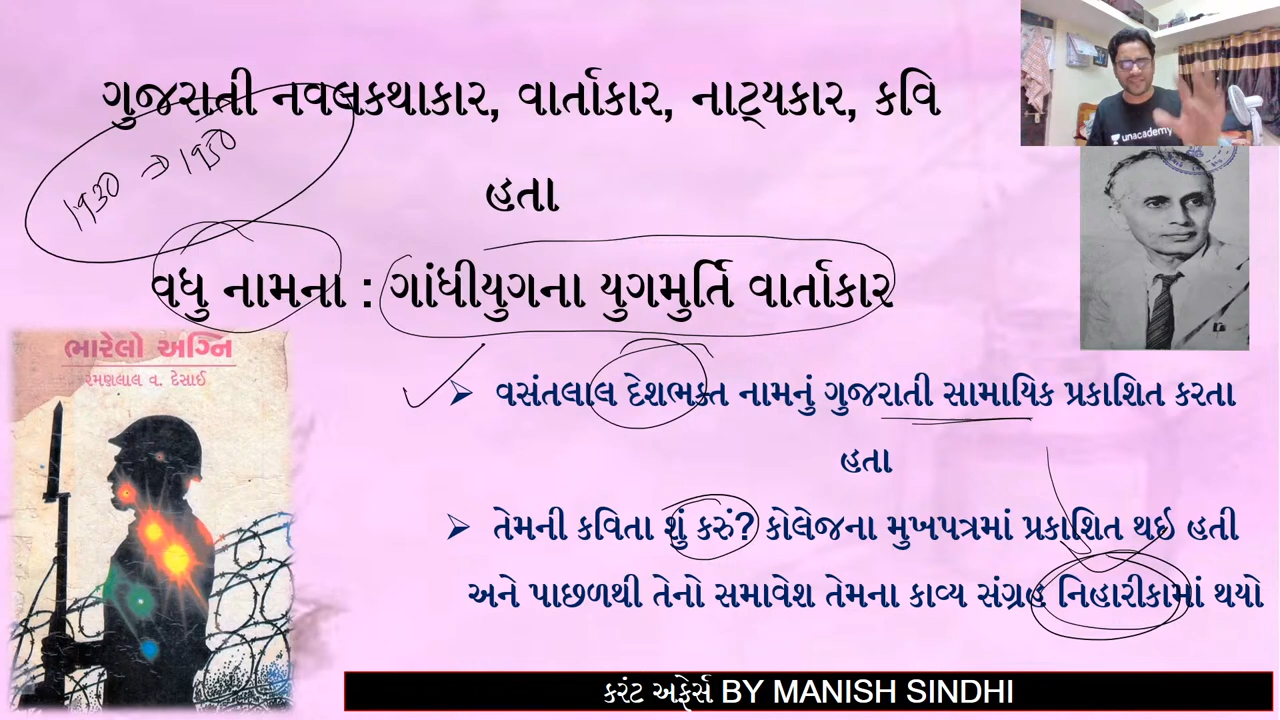 ગુજરાતી નવલકથાકાર, વાર્તાકાર, નાટ્યકાર, કવિ
હતા
1930 ⇒ 1950
વધુ નામના : ગાંધીયુગના યુગમુર્તિ વાર્તાકાર
unacademy
ભારેલો અગ્નિ
રમણલાલ વ. દેસાઈ
➢ વસંતલાલ દેશભક્ત નામનું ગુજરાતી સામાયિક પ્રકાશિત કરતા
હતા
➢ તેમની કવિતા શું કરું? કોલેજના મુખપત્રમાં પ્રકાશિત થઇ હતી
અને પાછળથી તેનો સમાવેશ તેમના કાવ્ય સંગ્રહ નિહારીકામાં થયો
કરંટ અફેર્સ BY MANISH SINDHI